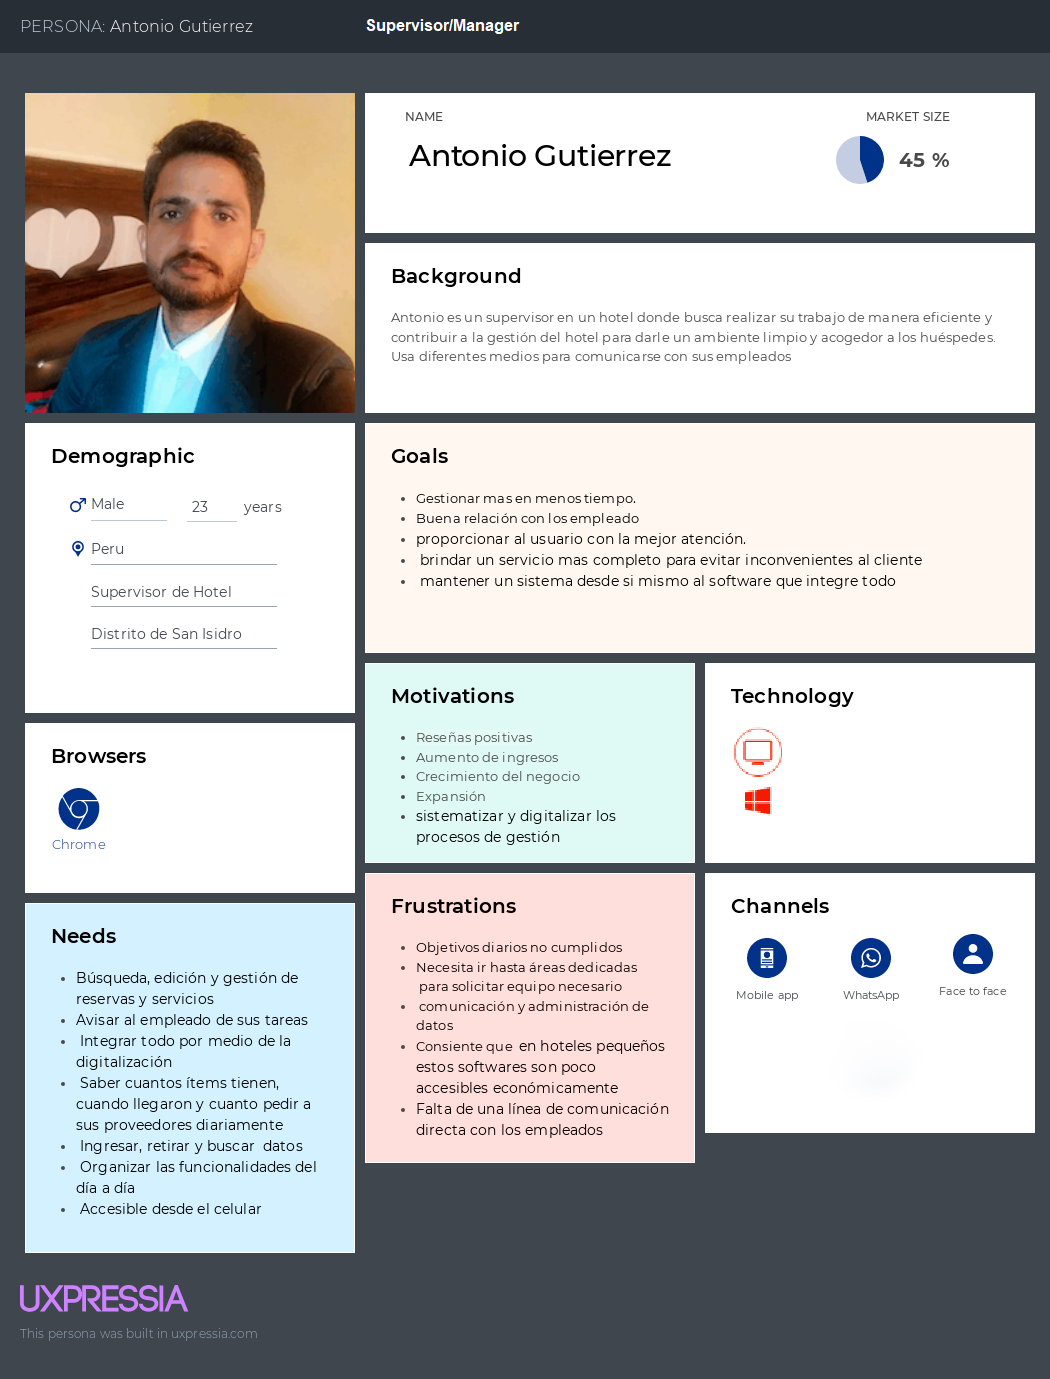 PERSONA: Antonio Gutierrez
Supervisor/Manager
NAME
MARKET SIZE
Antonio Gutierrez
45 %
Background
Antonio es un supervisor en un hotel donde busca realizar su trabajo de manera eficiente y
contribuir a la gestión del hotel para darle un ambiente limpio y acogedor a los huéspedes.
Usa diferentes medios para comunicarse con sus empleados
Demographic
Male
23 years
Peru
Supervisor de Hotel
Distrito de San Isidro
Goals
Gestionar mas en menos tiempo.
Buena relación con los empleado
proporcionar al usuario con la mejor atención.
brindar un servicio mas completo para evitar inconvenientes al cliente
mantener un sistema desde si mismo al software que integre todo
Motivations
Reseñas positivas
Aumento de ingresos
Crecimiento del negocio
Expansión
sistematizar y digitalizar los
procesos de gestión
Technology
Browsers
Chrome
Needs
Búsqueda, edición y gestión de
reservas y servicios
Avisar al empleado de sus tareas
Integrar todo por medio de la
digitalización
Saber cuantos ítems tienen,
cuando llegaron y cuanto pedir a
sus proveedores diariamente
Ingresar, retirar y buscar datos
Organizar las funcionalidades del
día a día
Accesible desde el celular
Frustrations
Objetivos diarios no cumplidos
Necesita ir hasta áreas dedicadas
para solicitar equipo necesario
comunicación y administración de
datos
Consiente que en hoteles pequeños
estos softwares son poco
accesibles económicamente
Falta de una línea de comunicación
directa con los empleados
Channels
Mobile app
WhatsApp
Face to face
UXPRESSIA
This persona was built in uxpressia.com